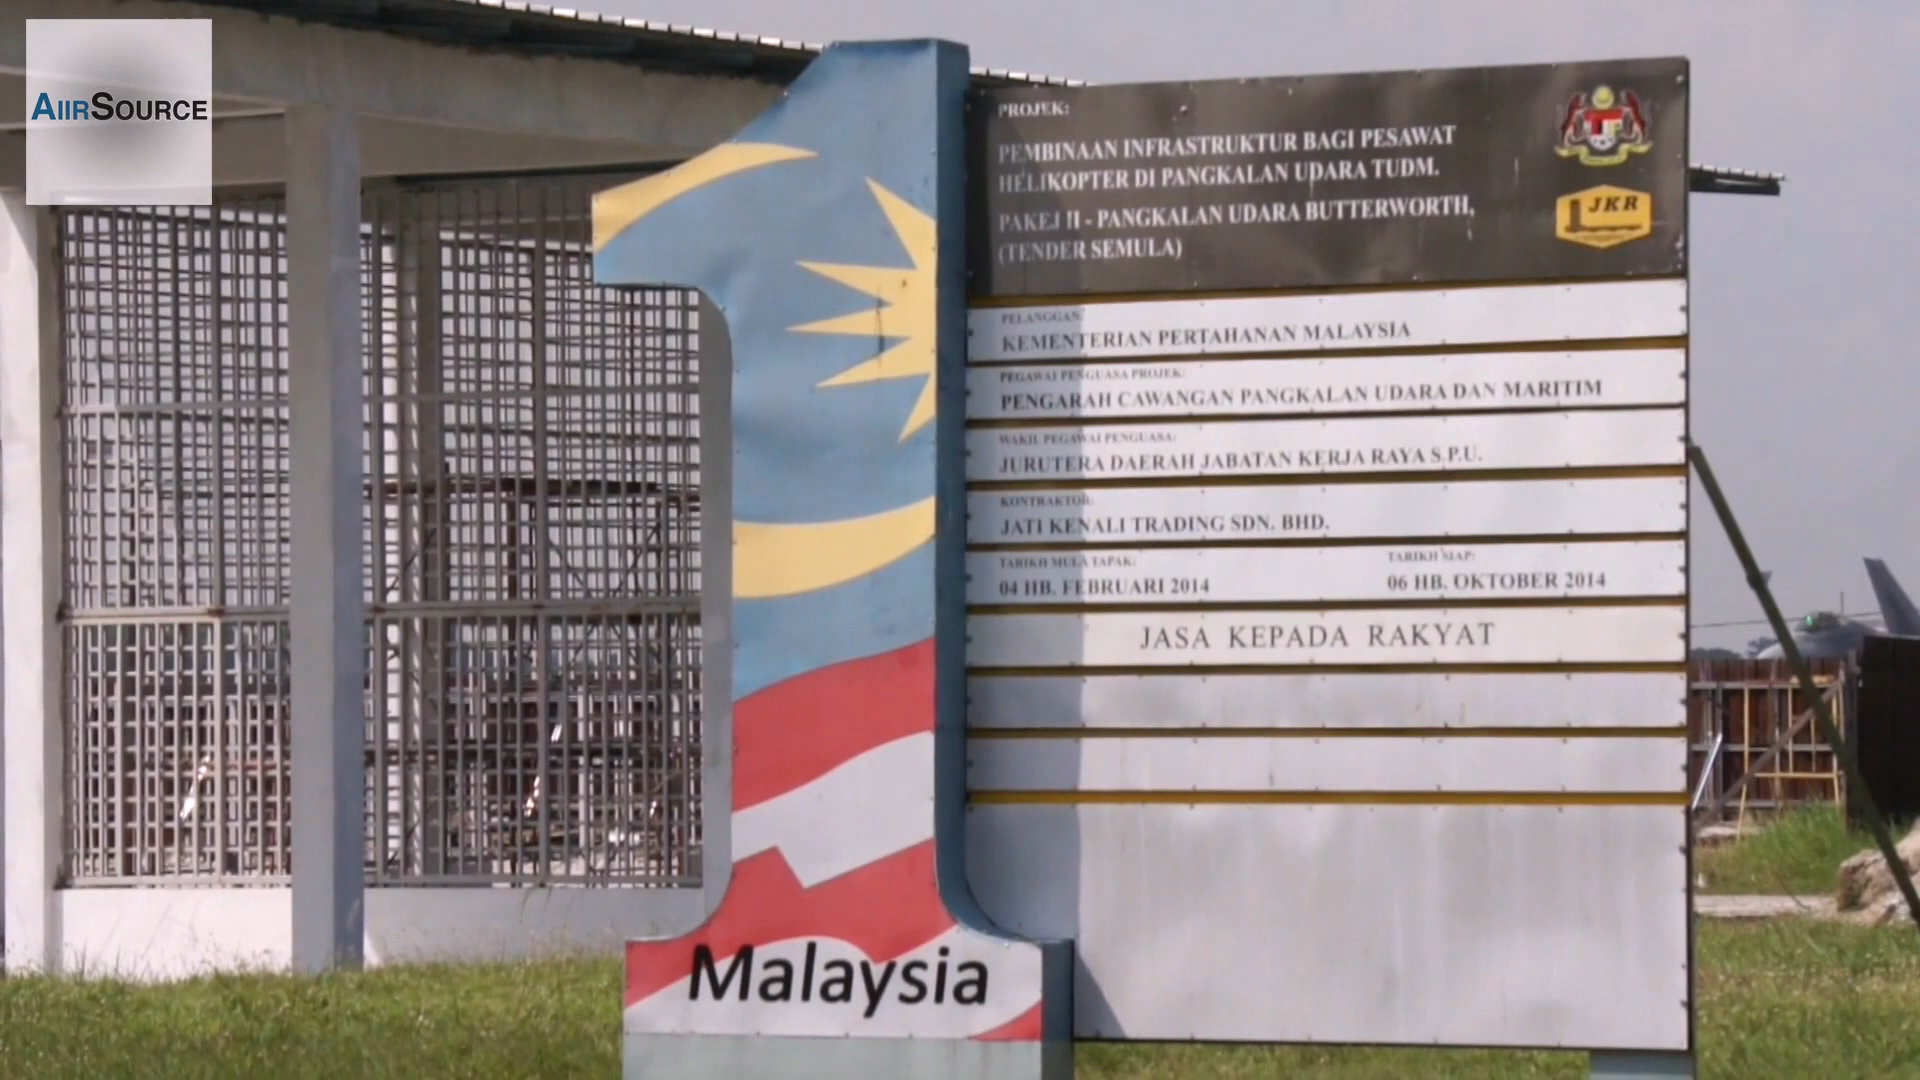 AIIRSOURCE
PROJEK:
PEMBINAAN INFRASTRUKTUR BAGI PESAWAT
HELIKOPTER DI PANGKALAN UDARA TUDM.
PAKEJ II - PANGKALAN UDARA BUTTERWORTH,
(TENDER SEMULA)
JKR
PELANGGAN:
KEMENTERIAN PERTAHANAN MALAYSIA
PEGAWAI PENGUASA PROJEK:
PENGARAH CAWANGAN PANGKALAN UDARA DAN MARITIM
WAKIL PEGAWAI PENGUASA:
JURUTERA DAERAH JABATAN KERJA RAYA S.P.U.
KONTRAKTOR:
JATI KENALI TRADING SDN. BHD.
TARIKH MULA TAPAK: TARIKH SIAP:
04 HB. FEBRUARI 2014 06 HB. OKTOBER 2014
JASA KEPADA RAKYAT
1
Malaysia